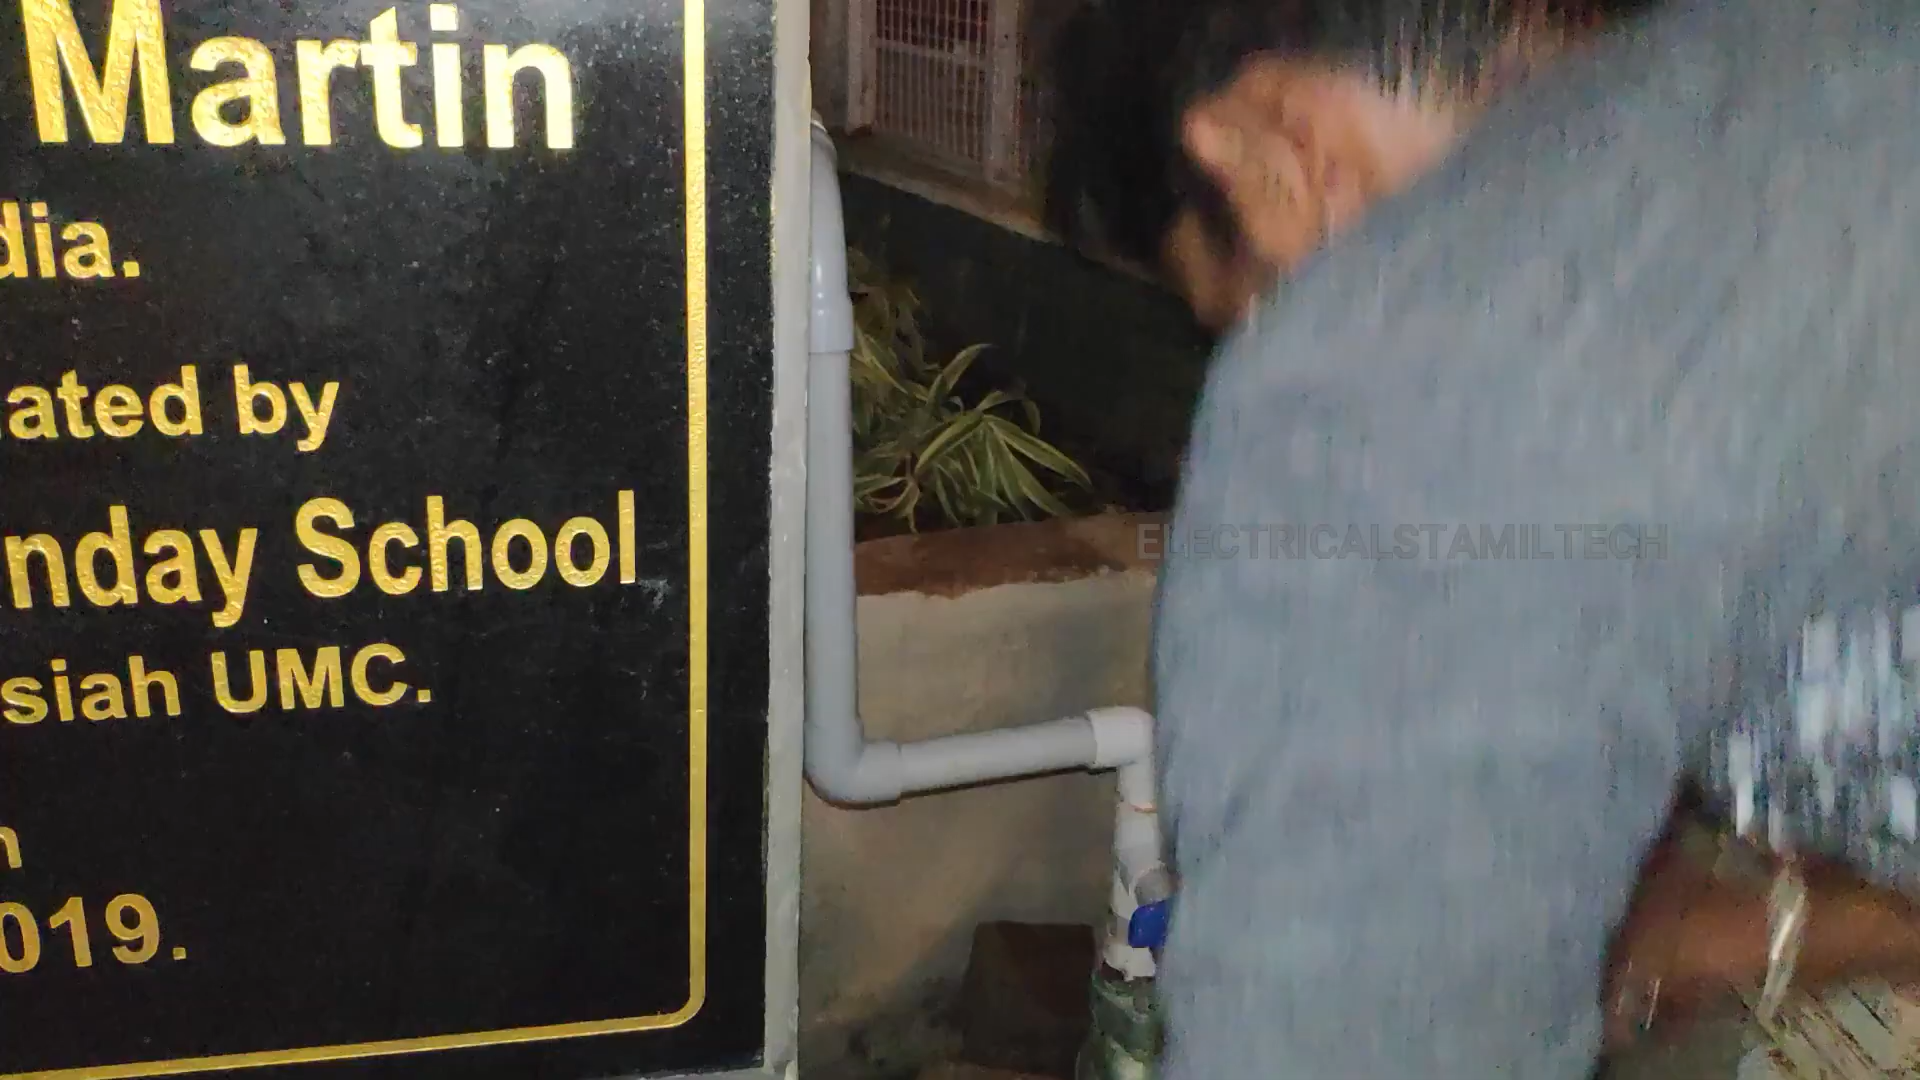 Martin
dia.
ated by
nday School
siah UMC.
n
019.
ELECTRICALSTAMILTECH